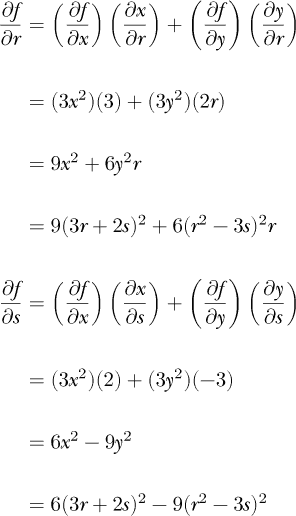 ∂f/∂r = (∂f/∂x)(∂x/∂r) + (∂f/∂y)(∂y/∂r)
= (3x²)(3) + (3y²)(2r)
= 9x² + 6y²r
= 9(3r + 2s)² + 6(r² − 3s)²r
∂f/∂s = (∂f/∂x)(∂x/∂s) + (∂f/∂y)(∂y/∂s)
= (3x²)(2) + (3y²)(−3)
= 6x² − 9y²
= 6(3r + 2s)² − 9(r² − 3s)²